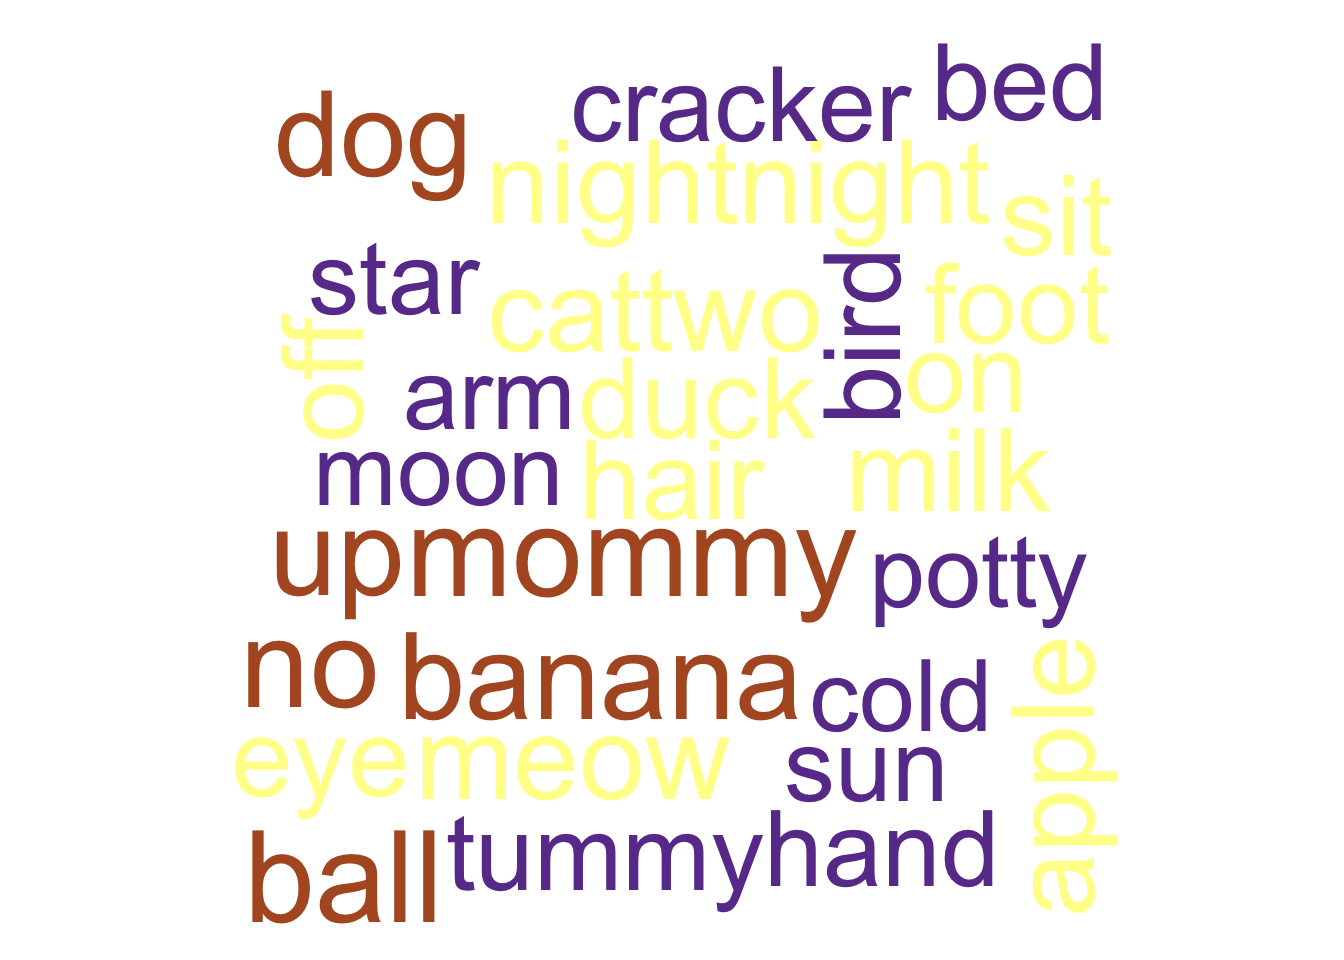 dog
cracker
bed
nightnight
sit
star
cat
two
bird
foot
off
arm
duck
on
moon
hair
milk
up
mommy
potty
no
banana
cold
apple
eye
meow
sun
ball
tummy
hand